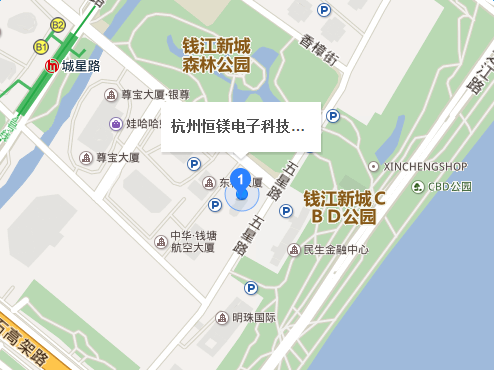 B2
B1
城星路
钱江新城
森林公园
香樟街
尊宝大厦·银尊
娃哈哈
杭州恒镁电子科技...
尊宝大厦
P
1
P
五星路
XINCHENGSHOP
CBD公园
P
P
钱江新城C
BD公园
五星路
中华·钱塘
航空大厦
民生金融中心
P
明珠国际
石高架路
P
江路